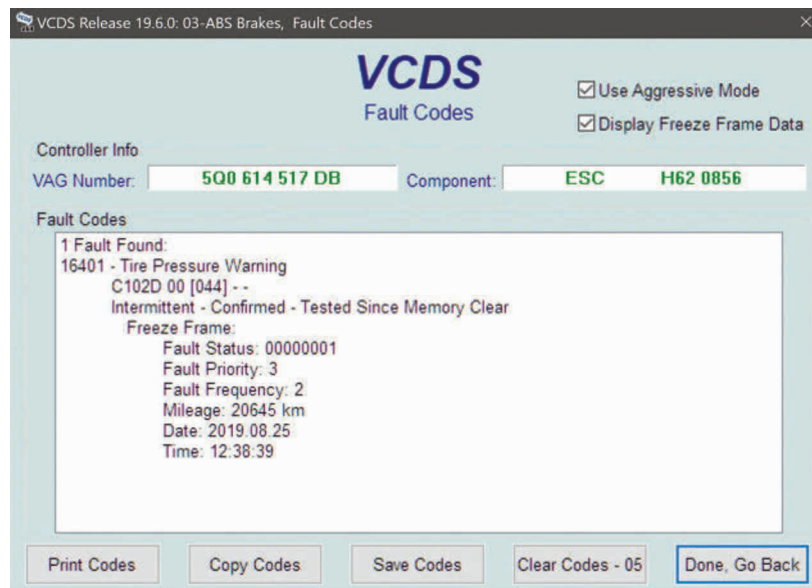 VCDS Release 19.6.0: 03-ABS Brakes, Fault Codes
VCDS
Fault Codes
Use Aggressive Mode
Display Freeze Frame Data
Controller Info
VAG Number: 5Q0 614 517 DB Component: ESC H62 0856
Fault Codes
1 Fault Found:
16401 - Tire Pressure Warning
C102D 00 [044] - -
Intermittent - Confirmed - Tested Since Memory Clear
Freeze Frame:
Fault Status: 00000001
Fault Priority: 3
Fault Frequency: 2
Mileage: 20645 km
Date: 2019.08.25
Time: 12:38:39
Print Codes Copy Codes Save Codes Clear Codes - 05 Done, Go Back